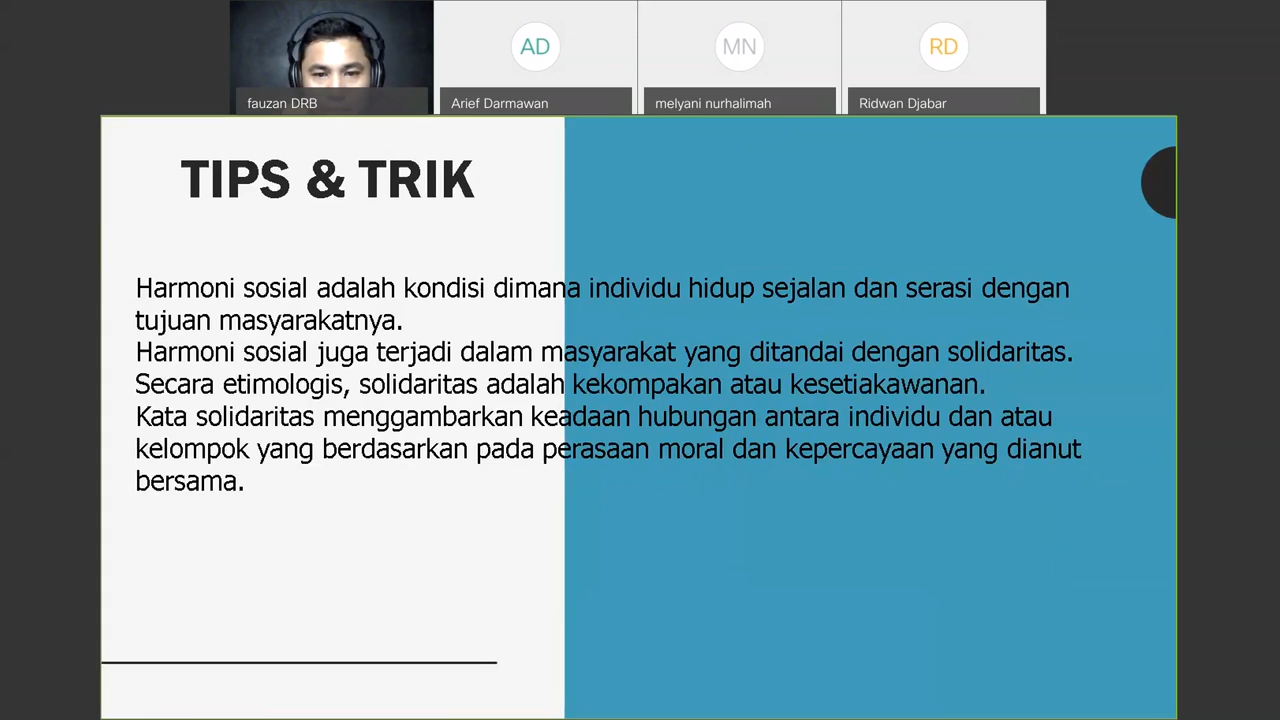 AD
MN
RD
fauzan DRB
Arief Darmawan
melyani nurhalimah
Ridwan Djabar
TIPS & TRIK
Harmoni sosial adalah kondisi dimana individu hidup sejalan dan serasi dengan
tujuan masyarakatnya.
Harmoni sosial juga terjadi dalam masyarakat yang ditandai dengan solidaritas.
Secara etimologis, solidaritas adalah kekompakan atau kesetiakawanan.
Kata solidaritas menggambarkan keadaan hubungan antara individu dan atau
kelompok yang berdasarkan pada perasaan moral dan kepercayaan yang dianut
bersama.